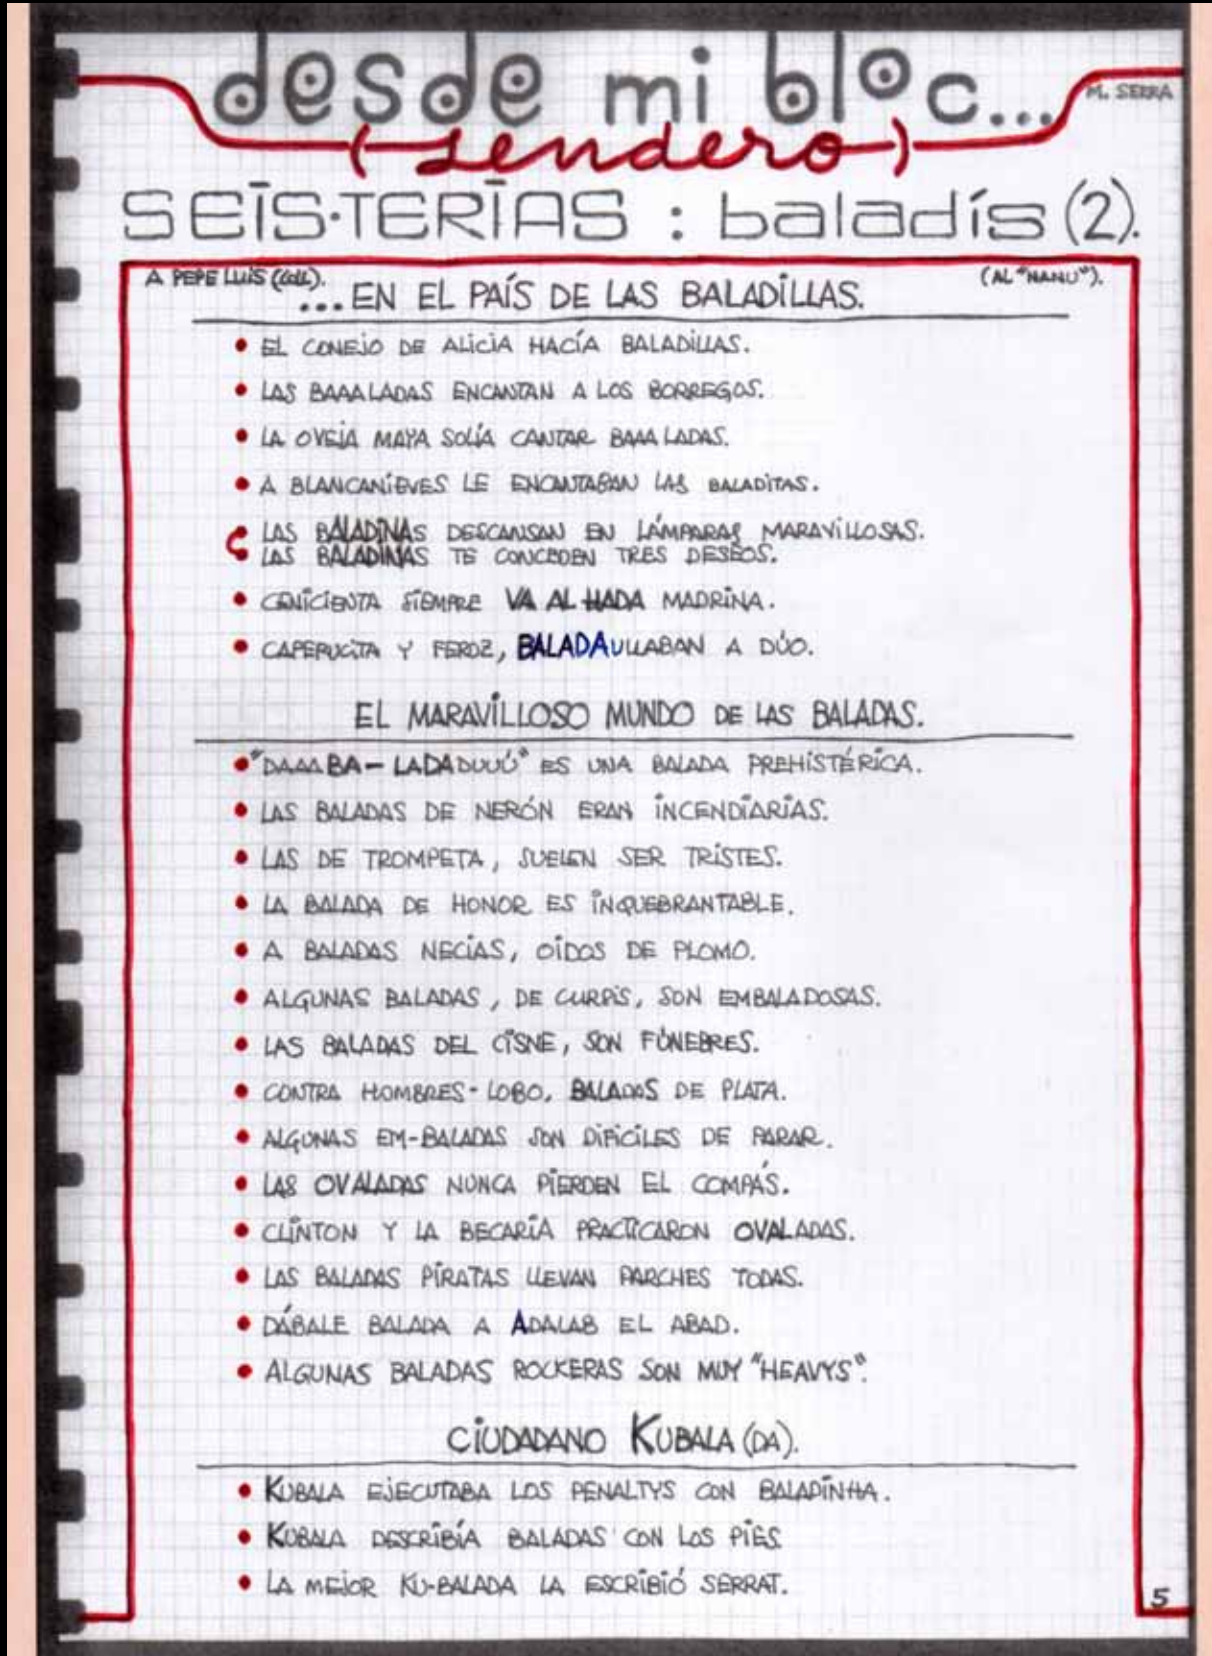 desde mi bloc...
M. SERRA
(sendero)
SEIS·TERIAS : baladís (2).
A PEPE LUIS (Coll).
(AL "NANU").
...EN EL PAÍS DE LAS BALADILLAS.
• EL CONEJO DE ALICIA HACÍA BALADILLAS.
• LAS BAAALADAS ENCANTAN A LOS BORREGOS.
• LA OVEJA MAYA SOLÍA CANTAR BAAALADAS.
• A BLANCANIEVES LE ENCANTABAN LAS BALADITAS.
LAS BALADINAS DESCANSAN EN LÁMPARAS MARAVILLOSAS.
LAS BALADINAS TE CONCEDEN TRES DESEOS.
• CENICIENTA SIEMPRE VA AL HADA MADRINA.
• CAPERUCITA Y FEROZ, BALADAULLABAN A DÚO.
EL MARAVILLOSO MUNDO DE LAS BALADAS.
• "DAAABA-LADADUUÚ" ES UNA BALADA PREHISTÉRICA.
• LAS BALADAS DE NERÓN ERAN INCENDIARIAS.
• LAS DE TROMPETA, SUELEN SER TRISTES.
• LA BALADA DE HONOR ES INQUEBRANTABLE.
• A BALADAS NECIAS, OÍDOS DE PLOMO.
• ALGUNAS BALADAS, DE CURPIS, SON EMBALADOSAS.
• LAS BALADAS DEL CISNE, SON FÚNEBRES.
• CONTRA HOMBRES-LOBO, BALADAS DE PLATA.
• ALGUNAS EM-BALADAS SON DIFICILES DE PARAR.
• LAS OVALADAS NUNCA PIERDEN EL COMPÁS.
• CLINTON Y LA BECARIA PRACTICARON OVALADAS.
• LAS BALADAS PIRATAS LLEVAN PARCHES TODAS.
• DÁBALE BALADA A ADALAB EL ABAD.
• ALGUNAS BALADAS ROCKERAS SON MUY "HEAVYS".
CIUDADANO KUBALA (DA).
• KUBALA EJECUTABA LOS PENALTYS CON BALADINHA.
• KUBALA DESCRIBÍA BALADAS CON LOS PIES
• LA MEJOR KU-BALADA LA ESCRIBIÓ SERRAT.
5